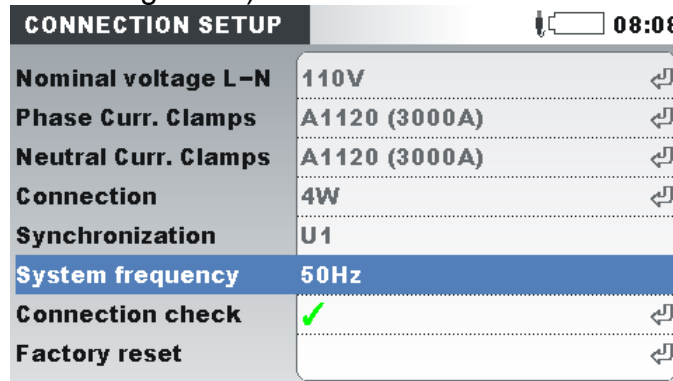 CONNECTION SETUP 08:08
Nominal voltage L-N 110V
Phase Curr. Clamps A1120 (3000A)
Neutral Curr. Clamps A1120 (3000A)
Connection 4W
Synchronization U1
System frequency 50Hz
Connection check ✓
Factory reset